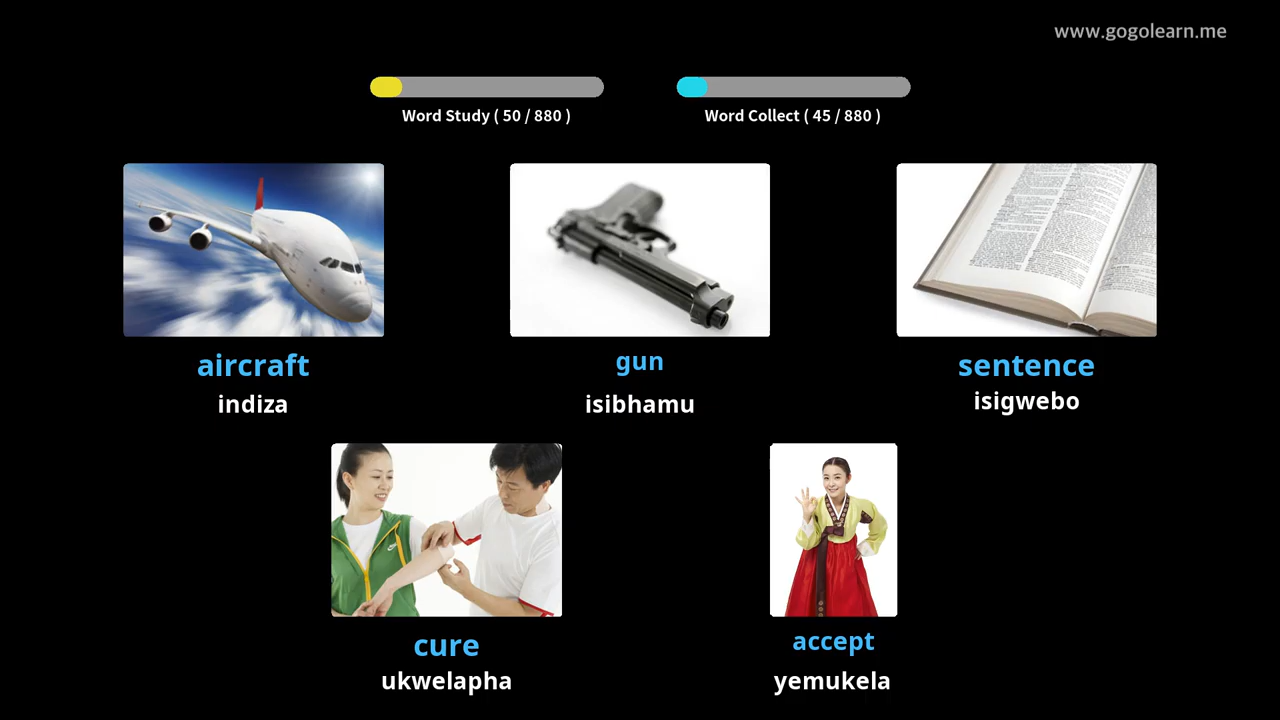 www.gogolearn.me
Word Study ( 50 / 880 )
Word Collect ( 45 / 880 )
aircraft
indiza
gun
isibhamu
sentence
isigwebo
cure
ukwelapha
accept
yemukela